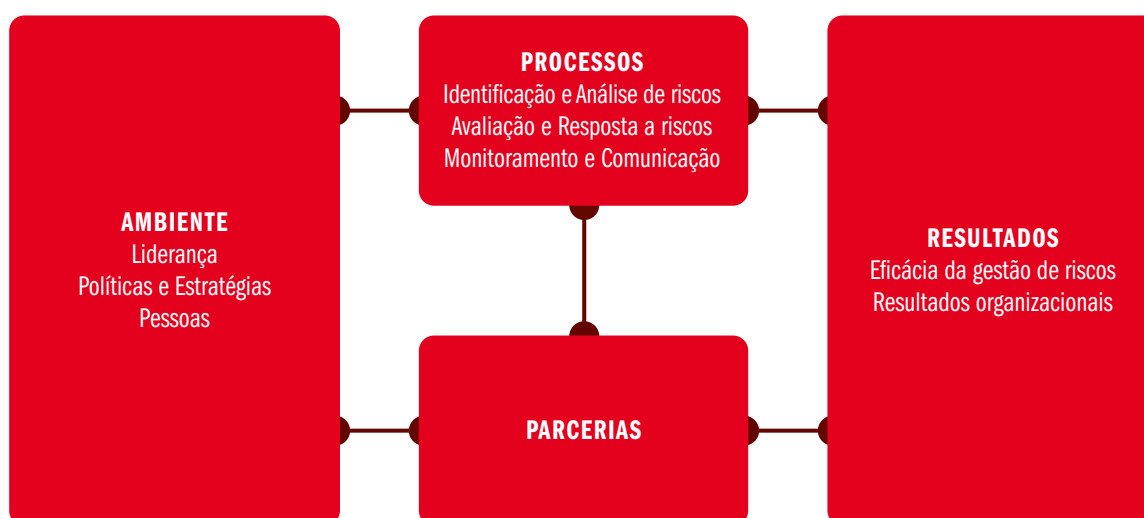 AMBIENTE
Liderança
Políticas e Estratégias
Pessoas
PROCESSOS
Identificação e Análise de riscos
Avaliação e Resposta a riscos
Monitoramento e Comunicação
PARCERIAS
RESULTADOS
Eficácia da gestão de riscos
Resultados organizacionais